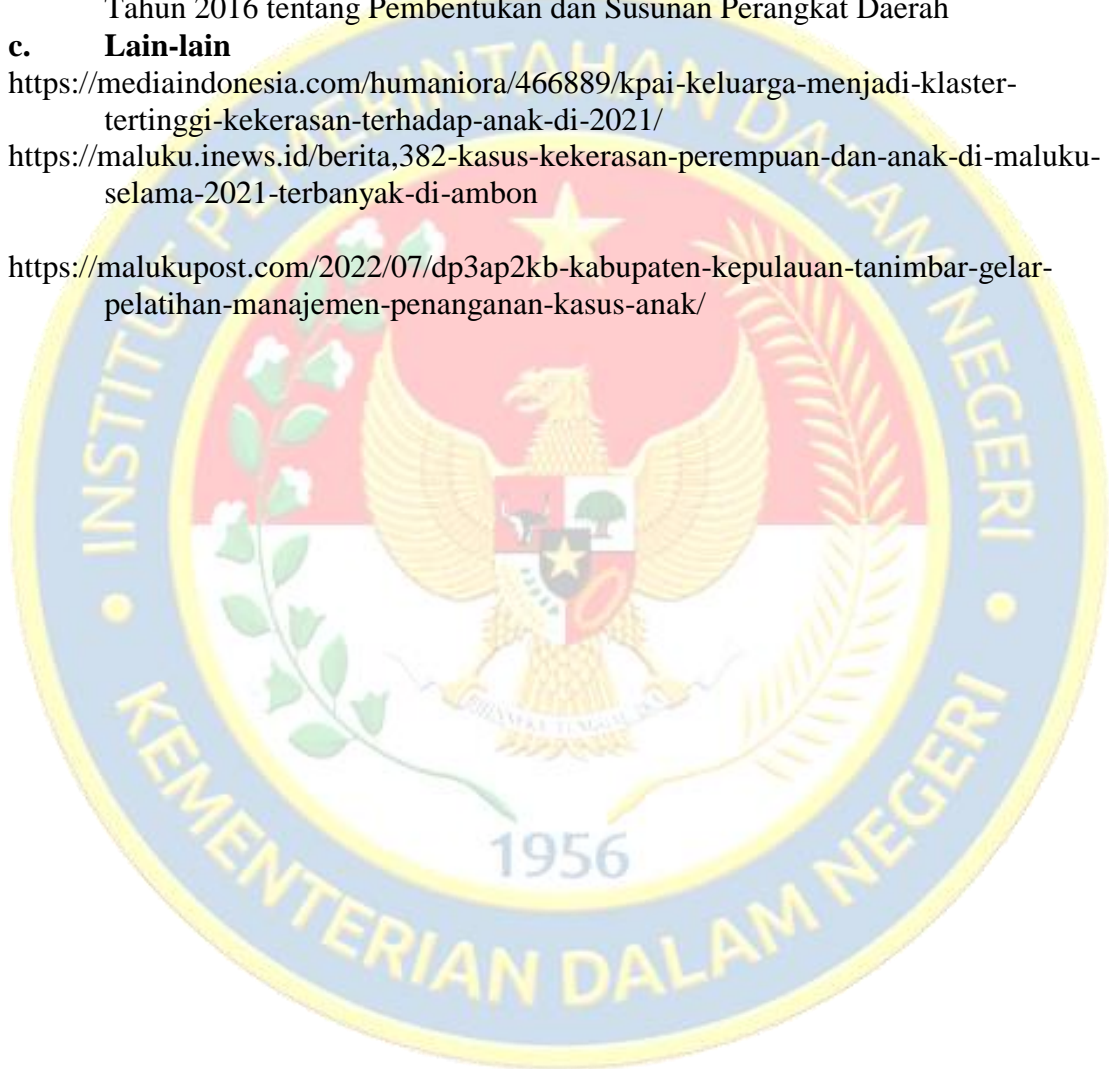 Tahun 2016 tentang Pembentukan dan Susunan Perangkat Daerah
c. Lain-lain
https://mediaindonesia.com/humaniora/466889/kpai-keluarga-menjadi-klaster-
tertinggi-kekerasan-terhadap-anak-di-2021/
https://maluku.inews.id/berita,382-kasus-kekerasan-perempuan-dan-anak-di-maluku-
selama-2021-terbanyak-di-ambon
https://malukupost.com/2022/07/dp3ap2kb-kabupaten-kepulauan-tanimbar-gelar-
pelatihan-manajemen-penanganan-kasus-anak/
INSTITUT PEMERINTAHAN DALAM NEGERI
BHINNEKA TUNGGAL IKA
1956
KEMENTERIAN DALAM NEGERI